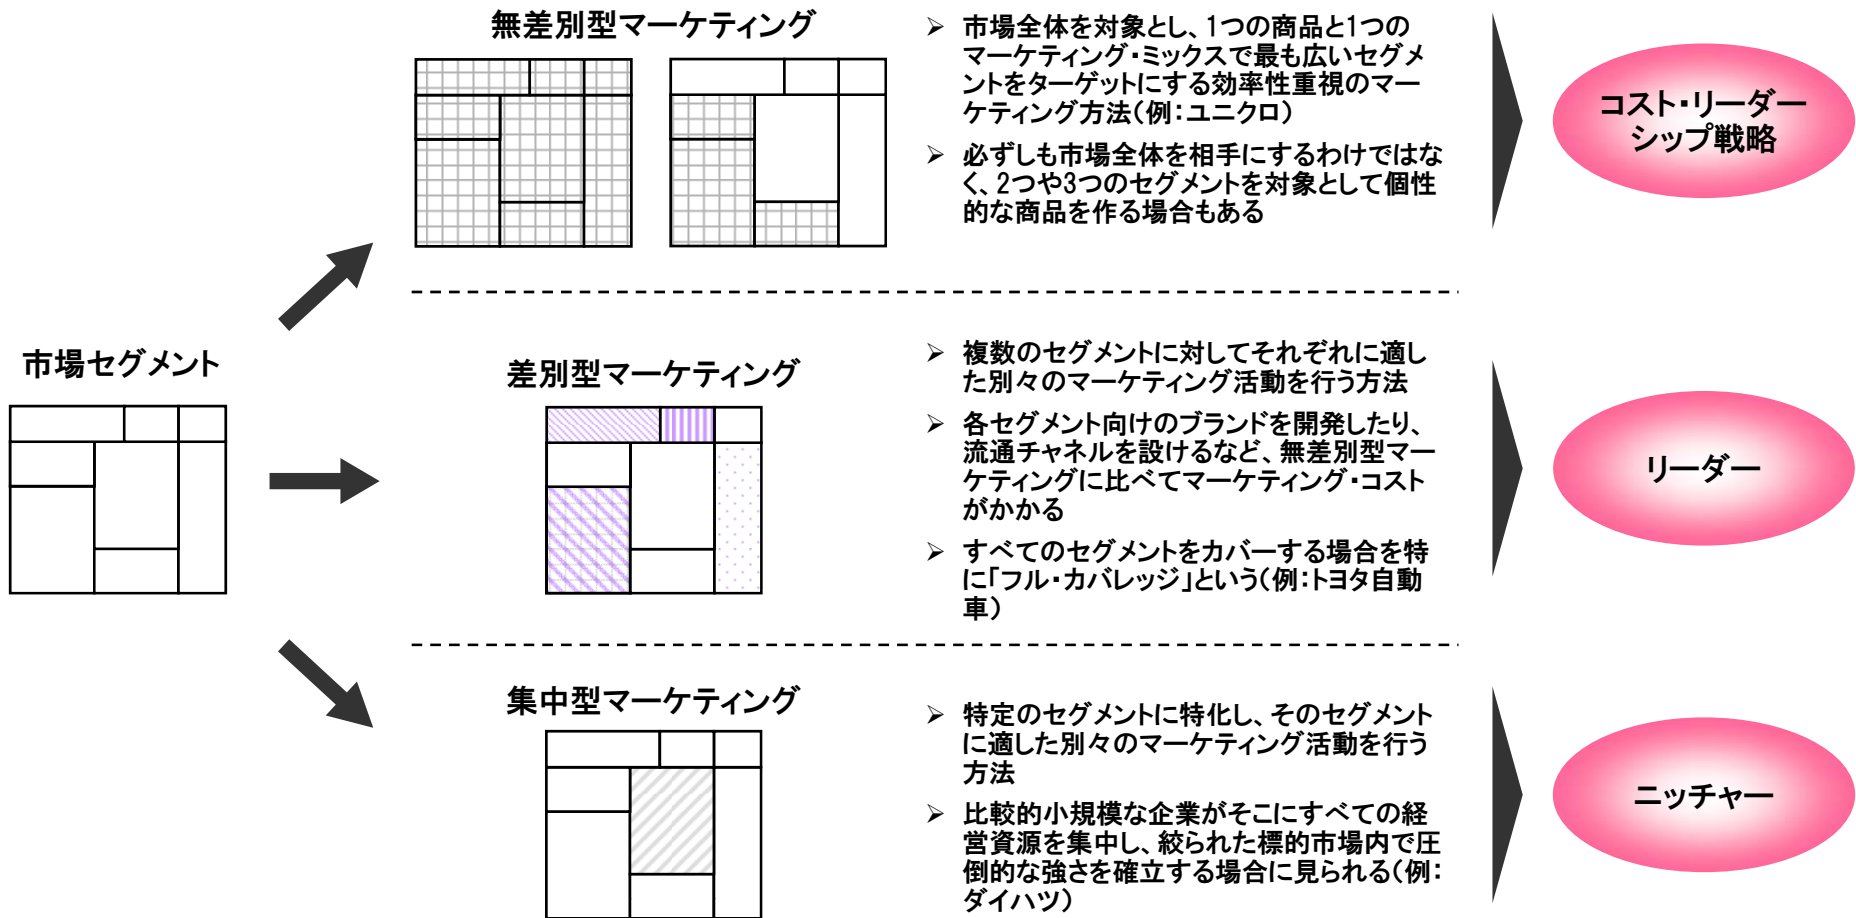 無差別型マーケティング
➢ 市場全体を対象とし、1つの商品と1つの
マーケティング・ミックスで最も広いセグメ
ントをターゲットにする効率性重視のマー
ケティング方法(例：ユニクロ)
➢ 必ずしも市場全体を相手にするわけではな
く、2つや3つのセグメントを対象として個性
的な商品を作る場合もある
コスト・リーダー
シップ戦略
市場セグメント
差別型マーケティング
➢ 複数のセグメントに対してそれぞれに適し
た別々のマーケティング活動を行う方法
➢ 各セグメント向けのブランドを開発したり、
流通チャネルを設けるなど、無差別型マー
ケティングに比べてマーケティング・コスト
がかかる
➢ すべてのセグメントをカバーする場合を特
に「フル・カバレッジ」という(例：トヨタ自動
車)
リーダー
集中型マーケティング
➢ 特定のセグメントに特化し、そのセグメント
に適した別々のマーケティング活動を行う
方法
➢ 比較的小規模な企業がそこにすべての経
営資源を集中し、絞られた標的市場内で圧
倒的な強さを確立する場合に見られる(例：
ダイハツ)
ニッチャー